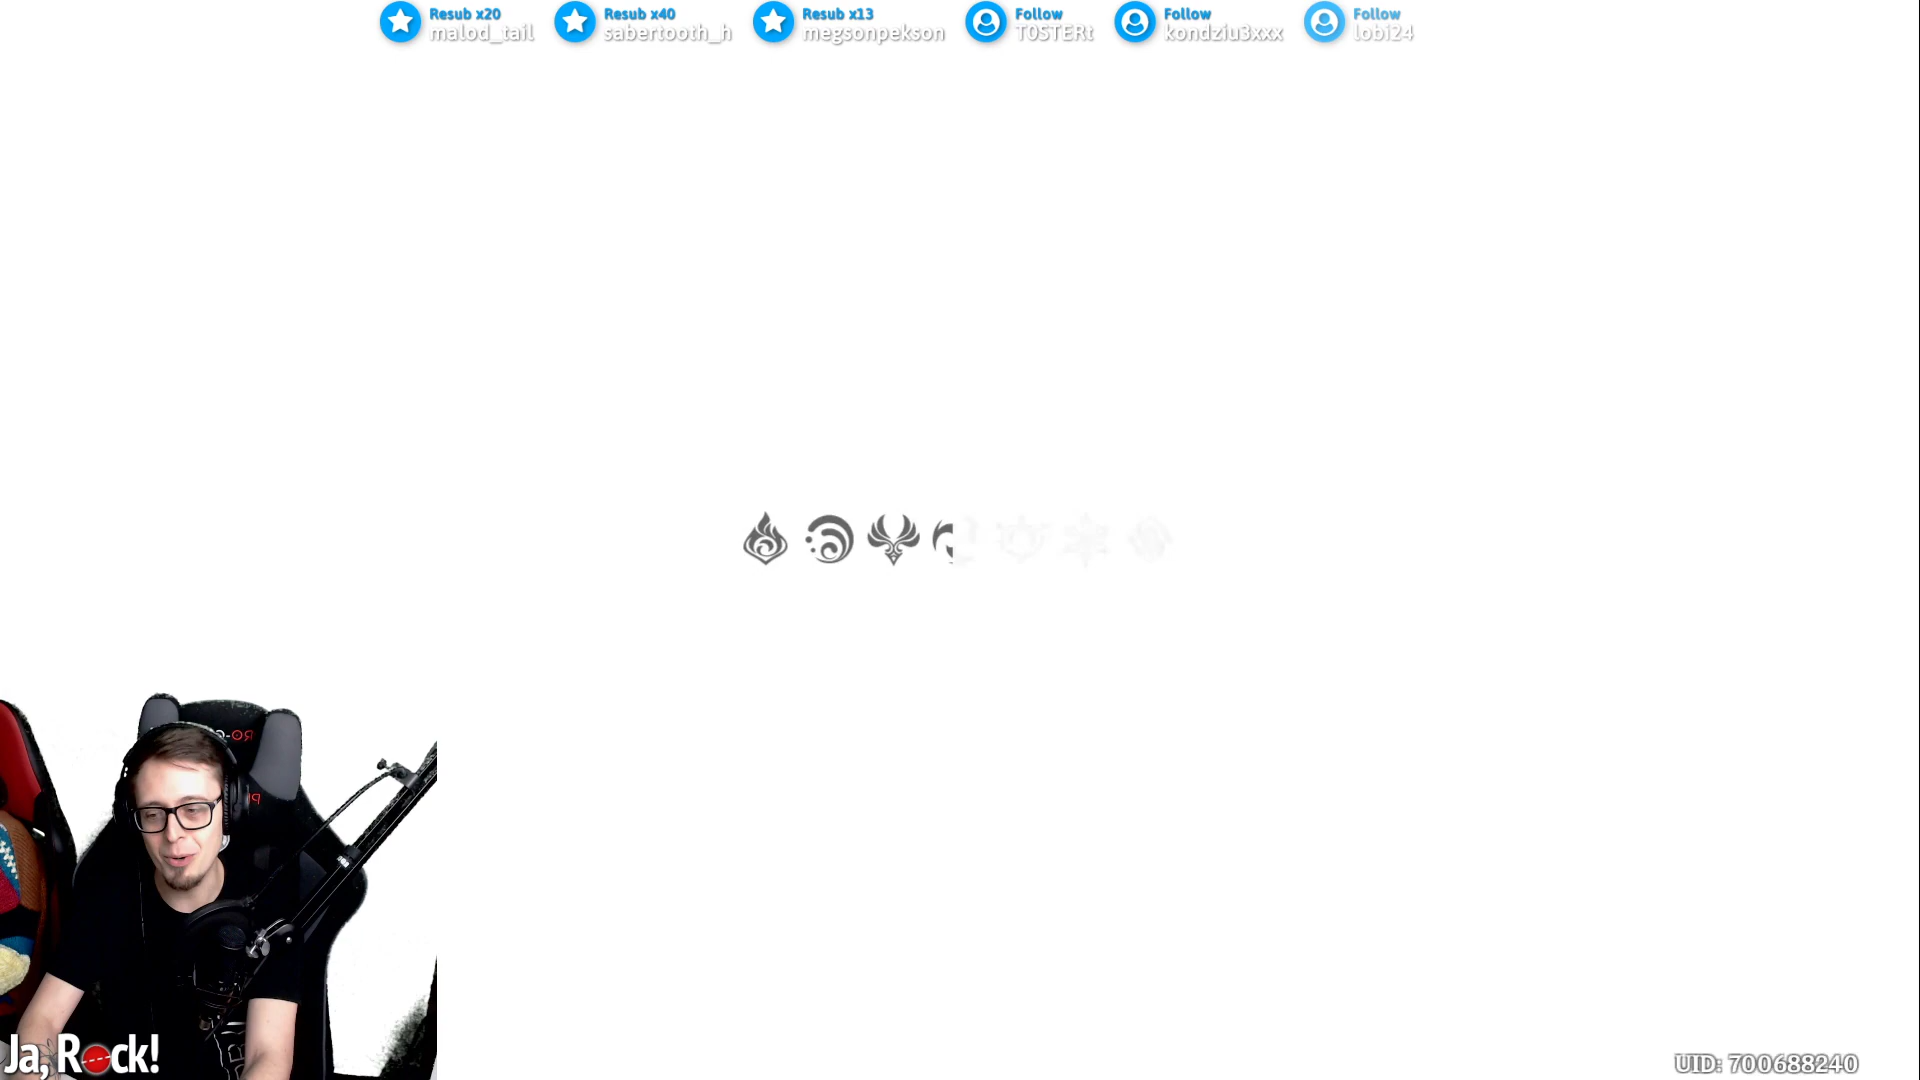 Resub x20
malod_tail
Resub x40
sabertooth_h
Resub x13
megsonpekson
Follow
T0STERt
Follow
kondziu3xxx
Follow
lobi24
Ja, Rock!
UID: 700688240